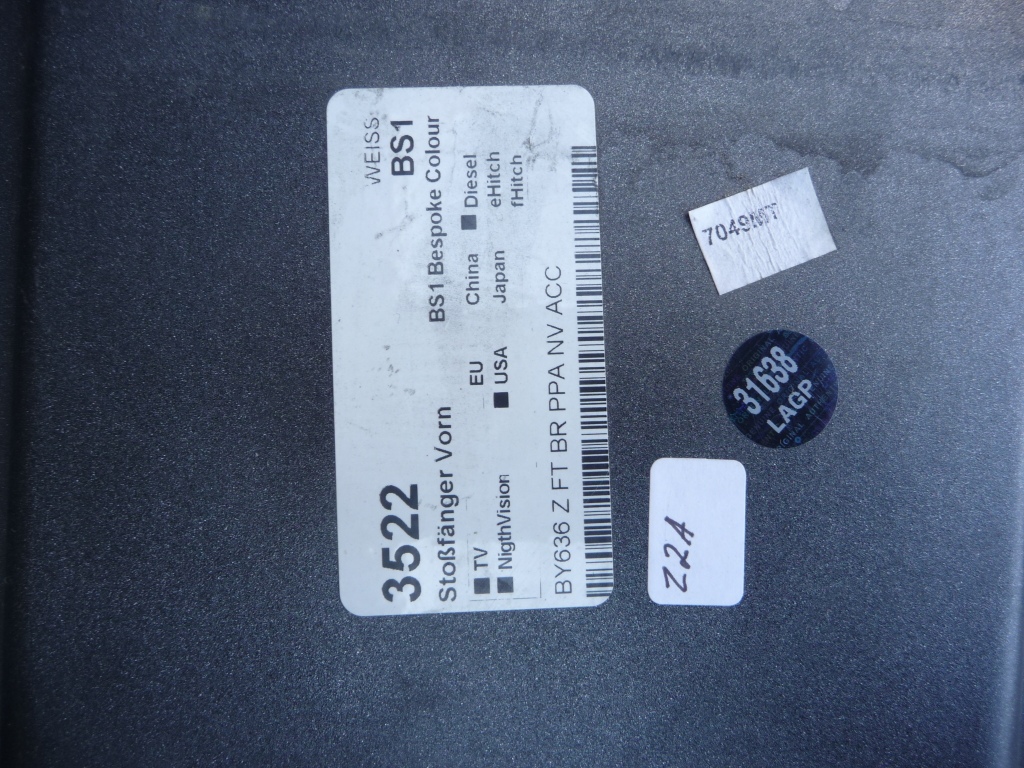 WEISS:
3522 BS1
Stoßfänger Vorn BS1 Bespoke Colour
TV EU China Diesel
NigthVision USA Japan eHitch
fHitch
BY636 Z FT BR PPA NV ACC
7049MT
31638
LAGP
Z2A